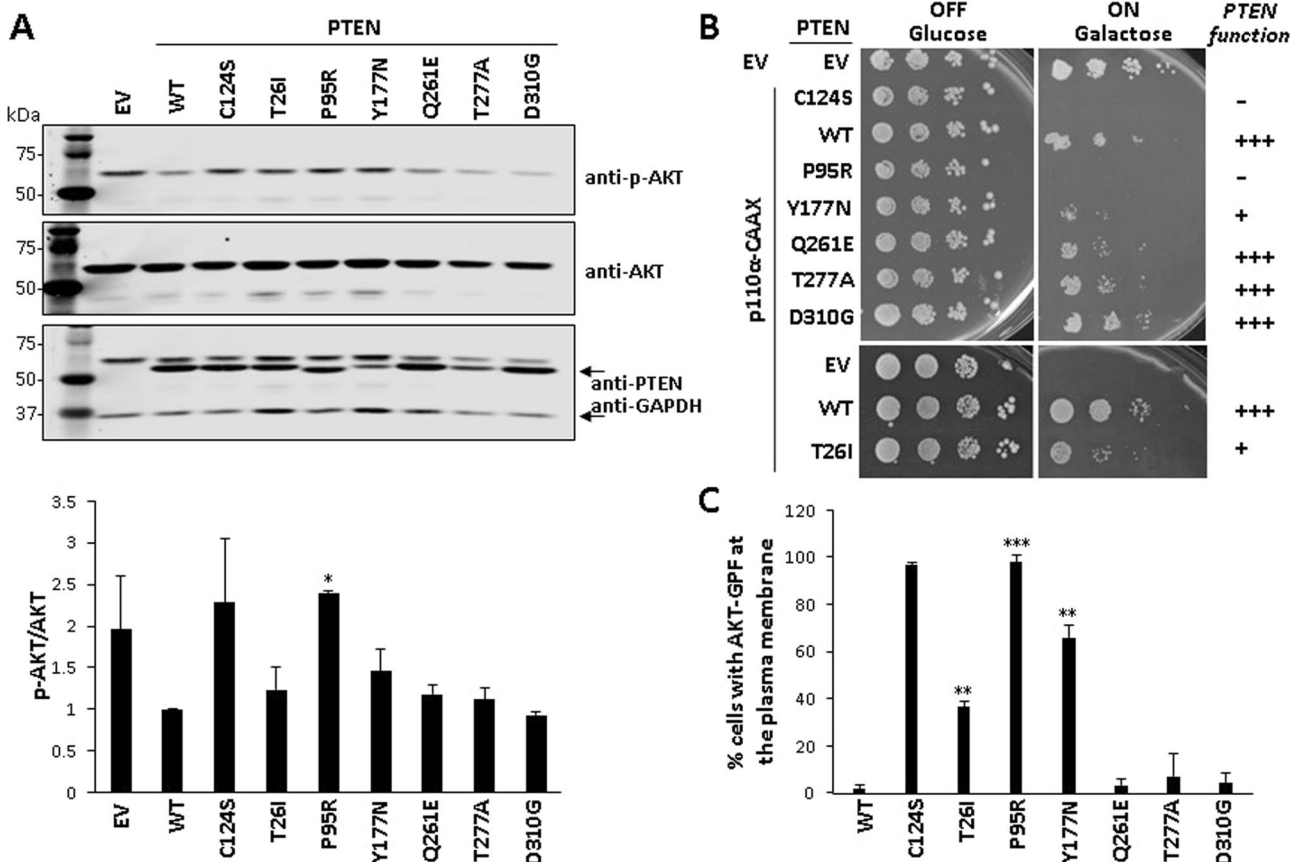 A
PTEN
kDa
EV
WT
C124S
T26I
P95R
Y177N
Q261E
T277A
D310G
75-
50-
anti-p-AKT
75-
50-
anti-AKT
75-
50-
37-
anti-PTEN
anti-GAPDH
p-AKT/AKT
3.5
3
2.5
2
1.5
1
0.5
0
*
EV
WT
C124S
T26I
P95R
Y177N
Q261E
T277A
D310G
B
PTEN
OFF
Glucose
ON
Galactose
PTEN
function
EV
EV
p110α-CAAX
C124S
–
WT
+++
P95R
–
Y177N
+
Q261E
+++
T277A
+++
D310G
+++
EV
WT
+++
T26I
+
C
% cells with AKT-GPF at
the plasma membrane
120
100
80
60
40
20
0
**
***
**
WT
C124S
T26I
P95R
Y177N
Q261E
T277A
D310G